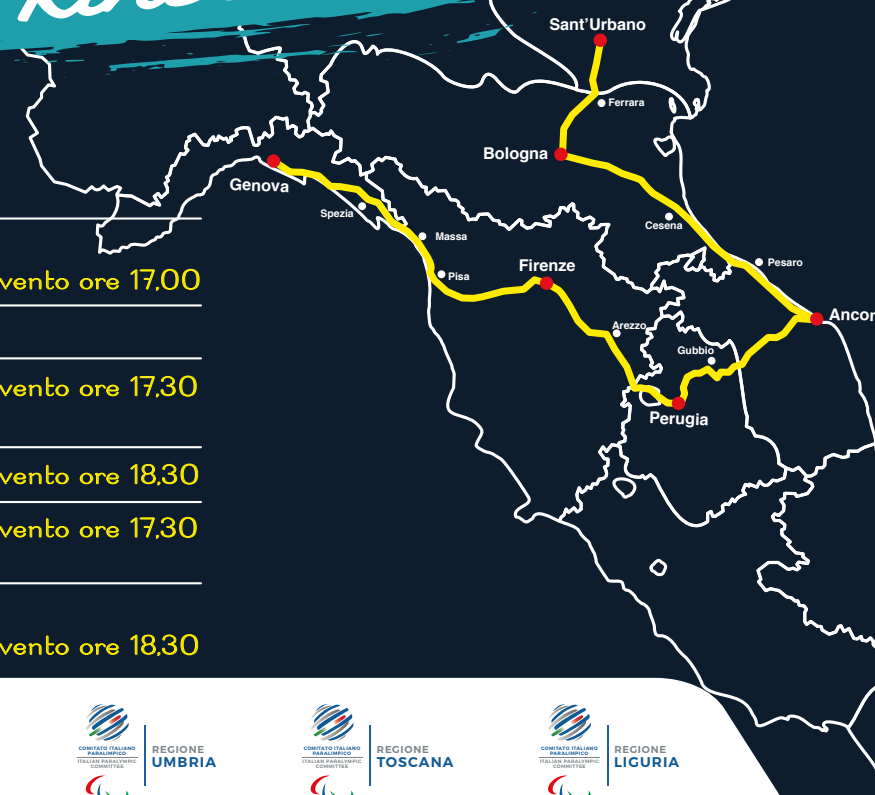 Sant'Urbano
Ferrara
Bologna
Genova
Spezia
Massa
Cesena
Pisa
Firenze
Pesaro
Ancor
Arezzo
Gubbio
Perugia
vento ore 17,00
vento ore 17,30
vento ore 18,30
vento ore 17,30
vento ore 18,30
COMITATO ITALIANO
PARALIMPICO
ITALIAN PARALYMPIC
COMMITTEE
REGIONE
UMBRIA
COMITATO ITALIANO
PARALIMPICO
ITALIAN PARALYMPIC
COMMITTEE
REGIONE
TOSCANA
COMITATO ITALIANO
PARALIMPICO
ITALIAN PARALYMPIC
COMMITTEE
REGIONE
LIGURIA